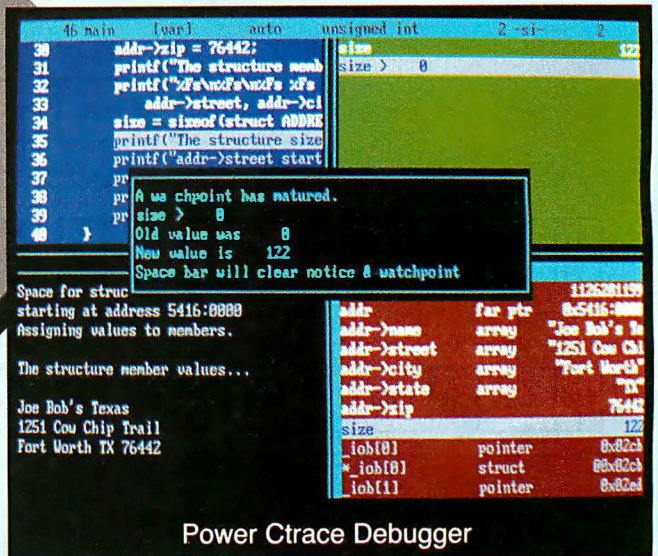 46 main [var] auto unsigned int 2 -si- 2
30 addr->zip = 76442;
31 printf("The structure memb
32 printf("%Fs\n%Fs %Fs
33 addr->street, addr->ci
34 size = sizeof(struct ADDRE
35 printf("The structure size
36 printf("addr->street start
37 pr
38 pr
39 pr
40 }
size 122
size > 0
A wa chpoint has matured.
size > 0
Old value was 0
New value is 122
Space bar will clear notice & watchpoint
Space for struc
starting at address 5416:0000
Assigning values to members.
The structure member values...
Joe Bob's Texas
1251 Cow Chip Trail
Fort Worth TX 76442
addr far ptr 0x5416:0000
addr->name array "Joe Bob's Te
addr->street array "1251 Cow Chi
addr->city array "Fort Worth"
addr->state array "TX"
addr->zip 76442
size 122
_iob[0] pointer 0x02cb
*_iob[0] struct @0x02cb
_iob[1] pointer 0x02ed
Power Ctrace Debugger